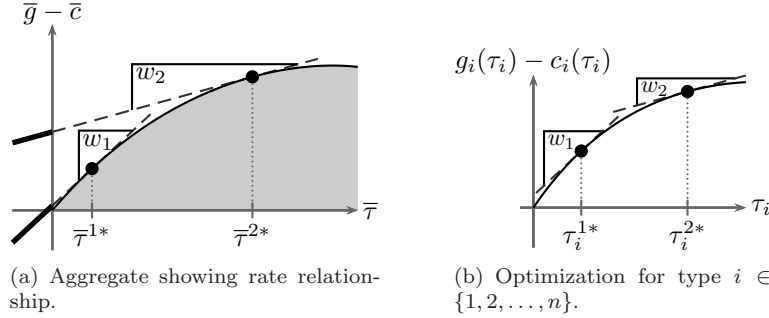 g̅ − c̅
w₂
w₁
τ̅
τ̅¹* τ̅²*
(a) Aggregate showing rate relation-
ship.
gᵢ(τᵢ) − cᵢ(τᵢ)
w₂
w₁
τᵢ
τᵢ¹* τᵢ²*
(b) Optimization for type i ∈
{1, 2, . . . , n}.